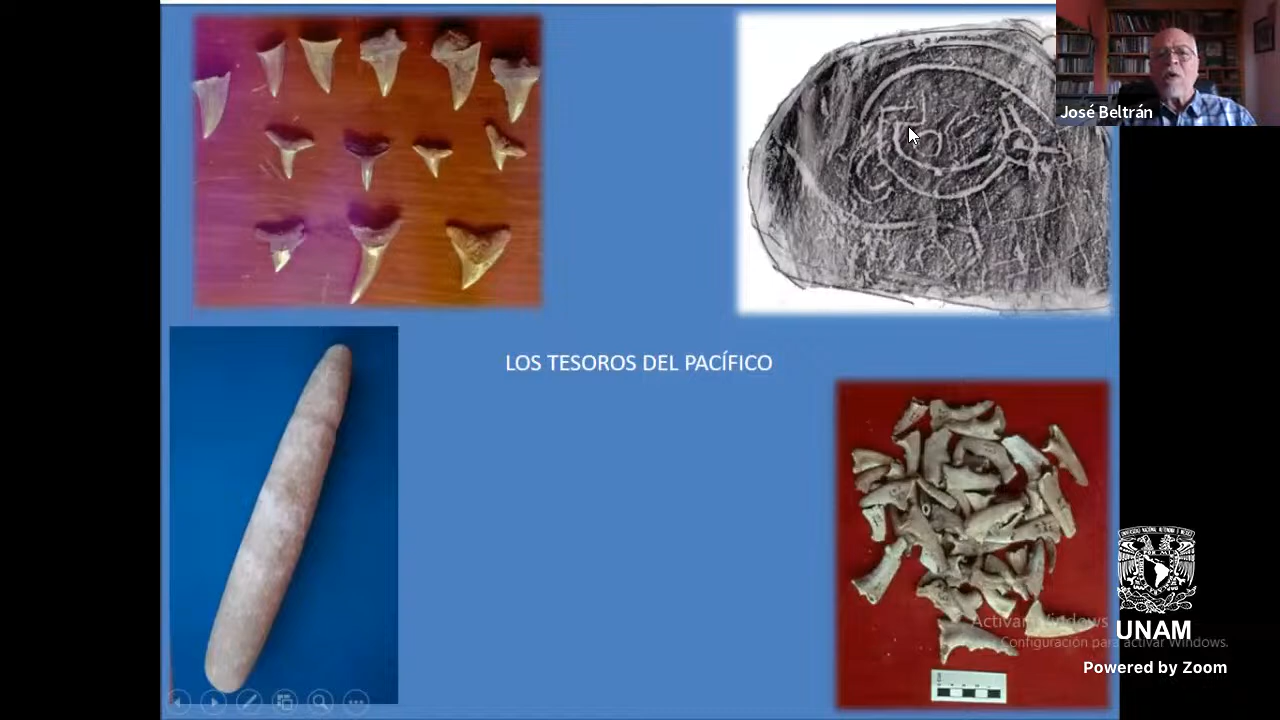 José Beltrán
LOS TESOROS DEL PACÍFICO
Activar Windows
Configuración para activar Windows.
UNAM
Powered by Zoom